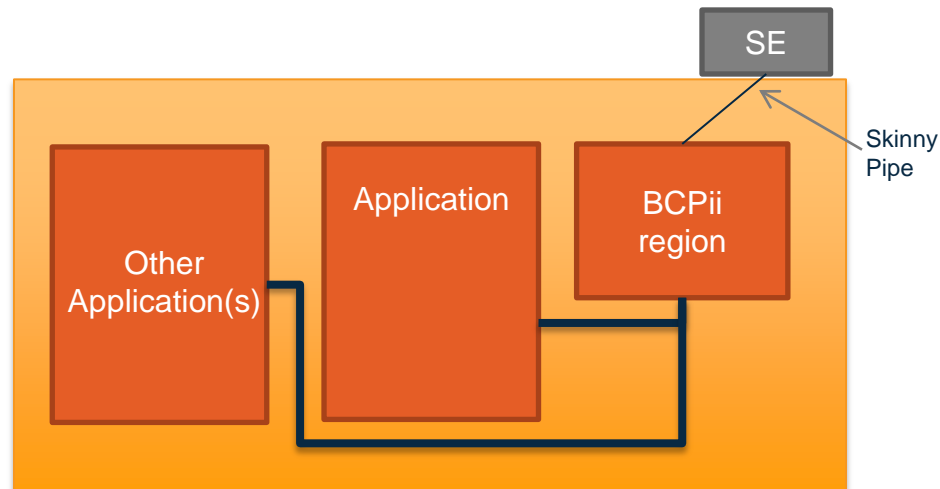 SE
Skinny
Pipe
Other
Application(s)
Application
BCPii
region